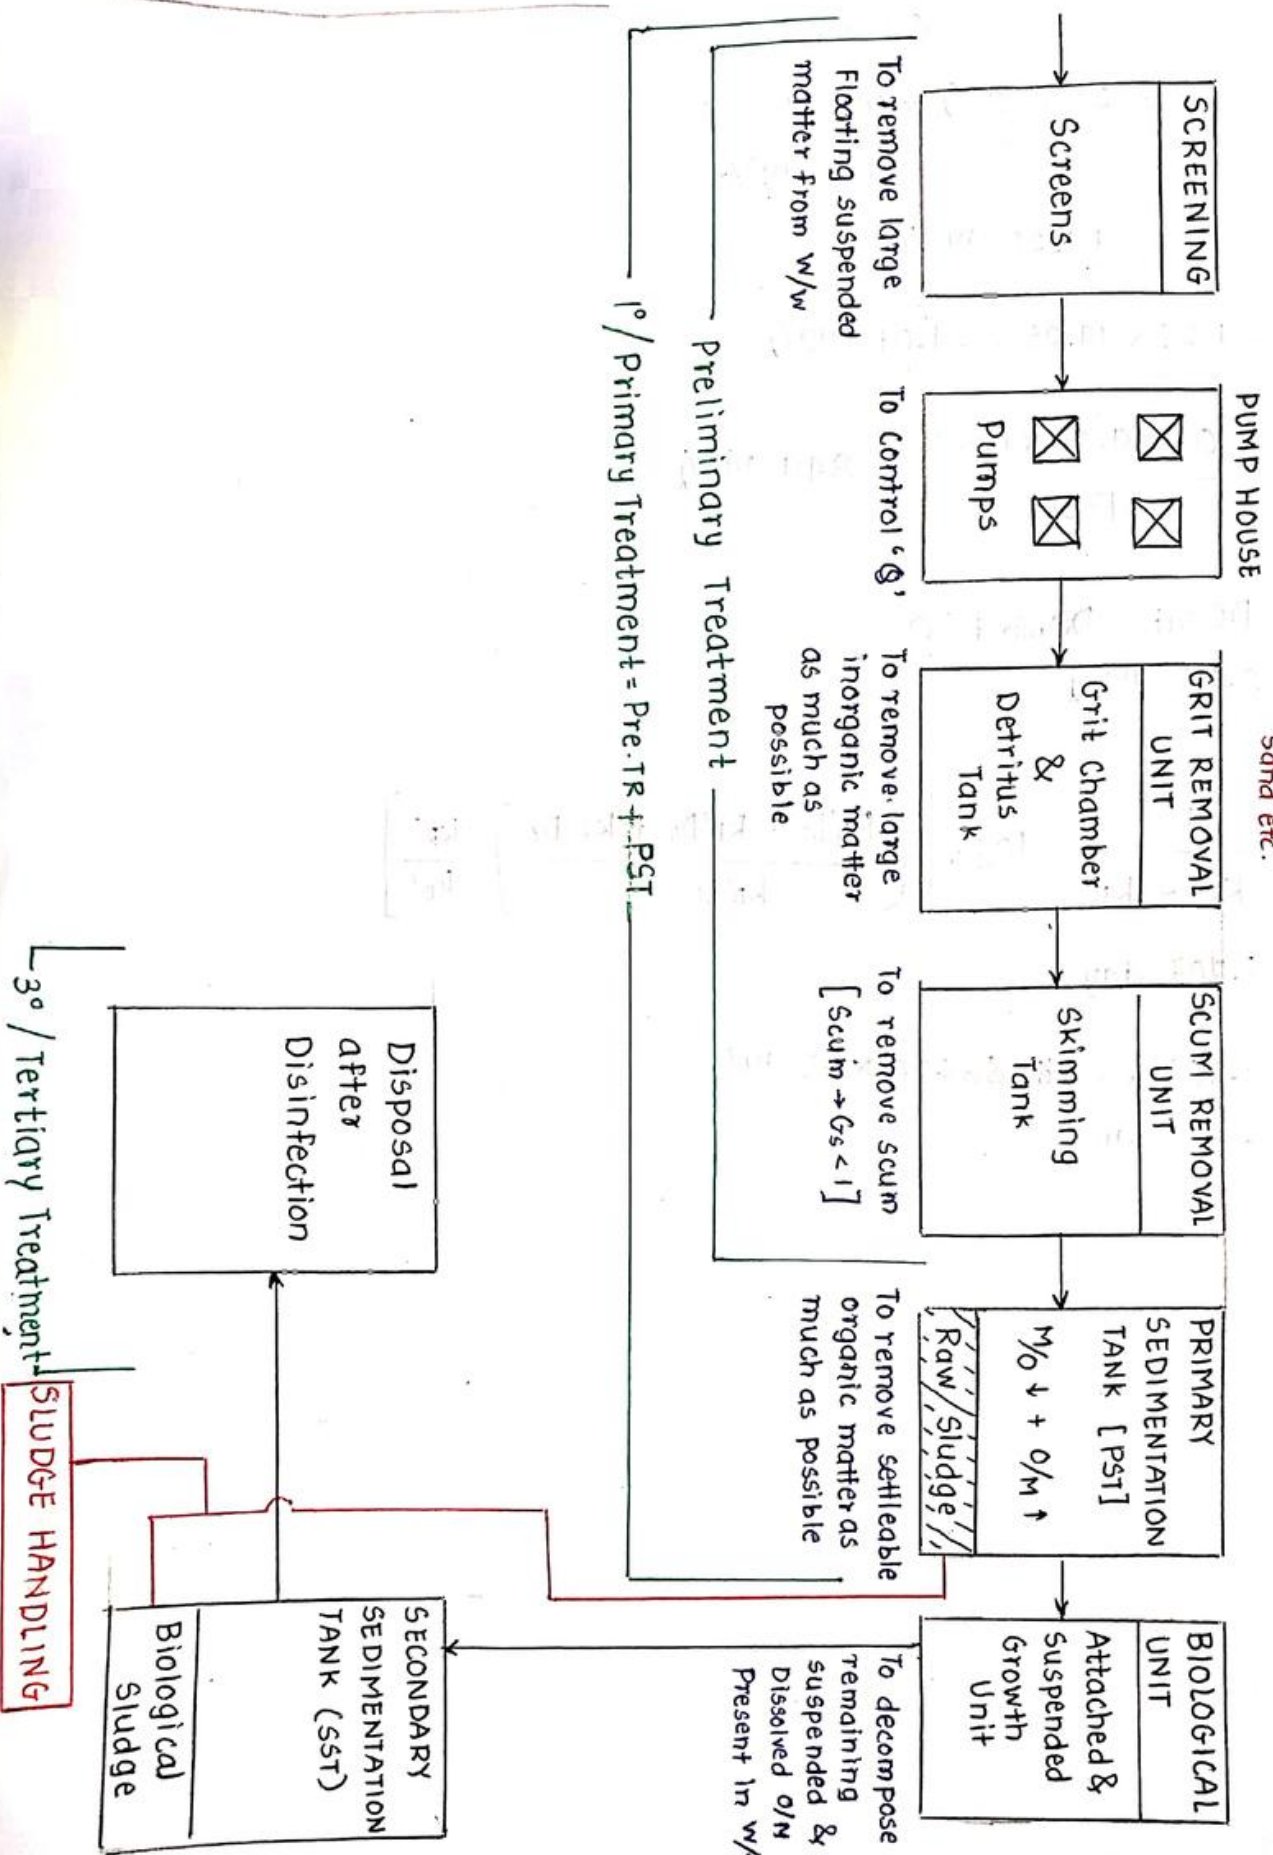 sand etc.
SCREENING
Screens
To remove large
Floating suspended
matter from W/W
PUMP HOUSE
Pumps
To control 'Q'
GRIT REMOVAL
UNIT
Grit Chamber
&
Detritus
Tank
To remove large
inorganic matter
as much as
possible
SCUM REMOVAL
UNIT
Skimming
Tank
To remove scum
[Scum → Gs < 1]
PRIMARY
SEDIMENTATION
TANK [PST]
M/O ↓ + O/M ↑
Raw Sludge
To remove settleable
organic matter as
much as possible
BIOLOGICAL
UNIT
Attached &
Suspended
Growth
Unit
To decompose
remaining
suspended &
Dissolved O/M
Present in W/
Preliminary Treatment
1° / Primary Treatment = Pre.TR + PST
Disposal
after
Disinfection
3° / Tertiary Treatment
SECONDARY
SEDIMENTATION
TANK (SST)
Biological
Sludge
SLUDGE HANDLING